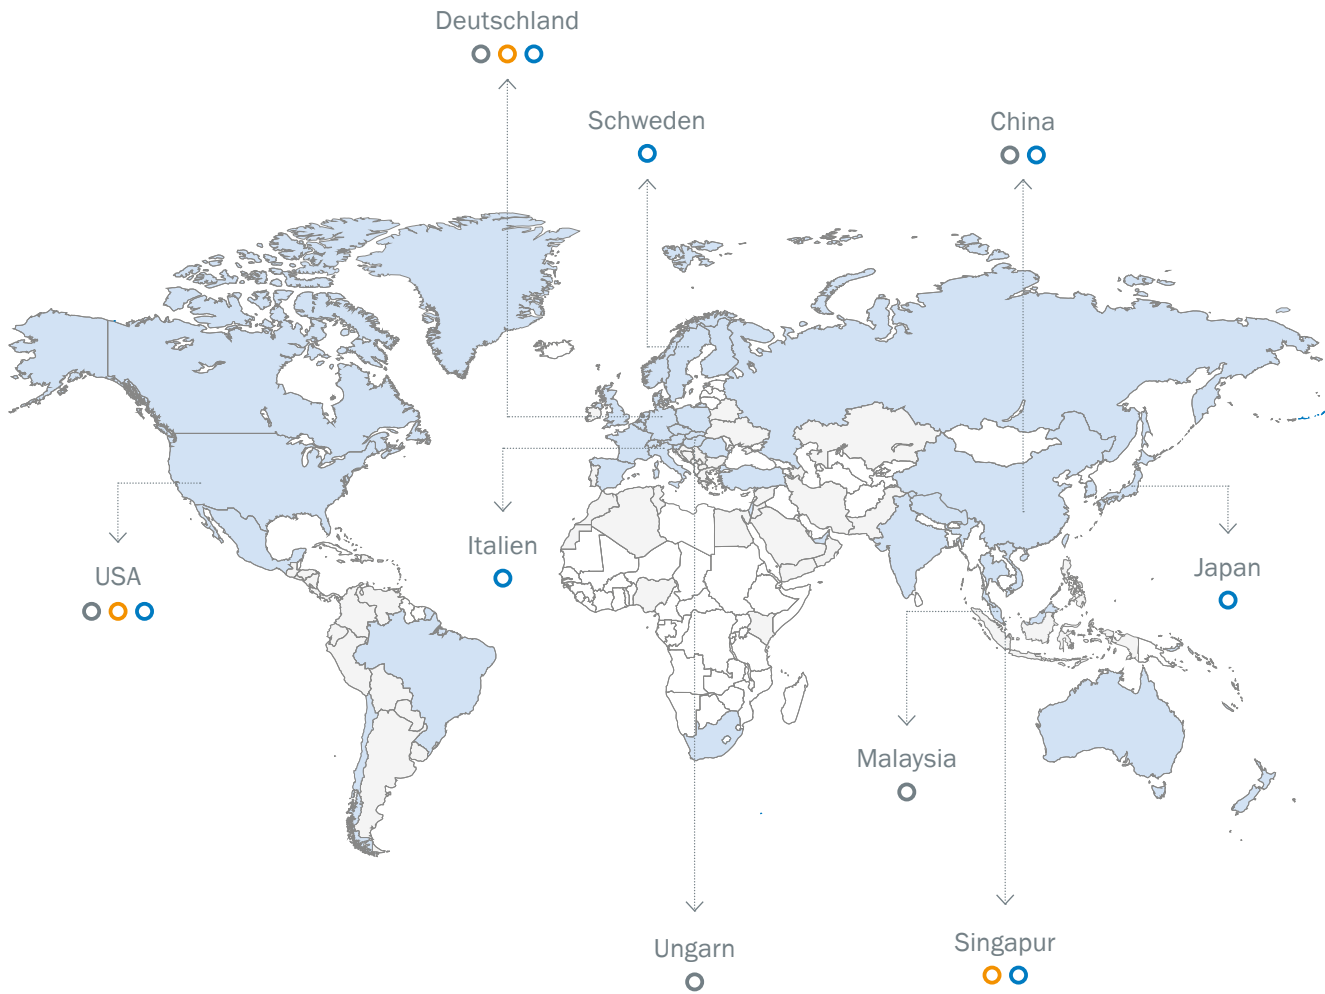 Deutschland
Schweden
China
Italien
USA
Japan
Malaysia
Ungarn
Singapur